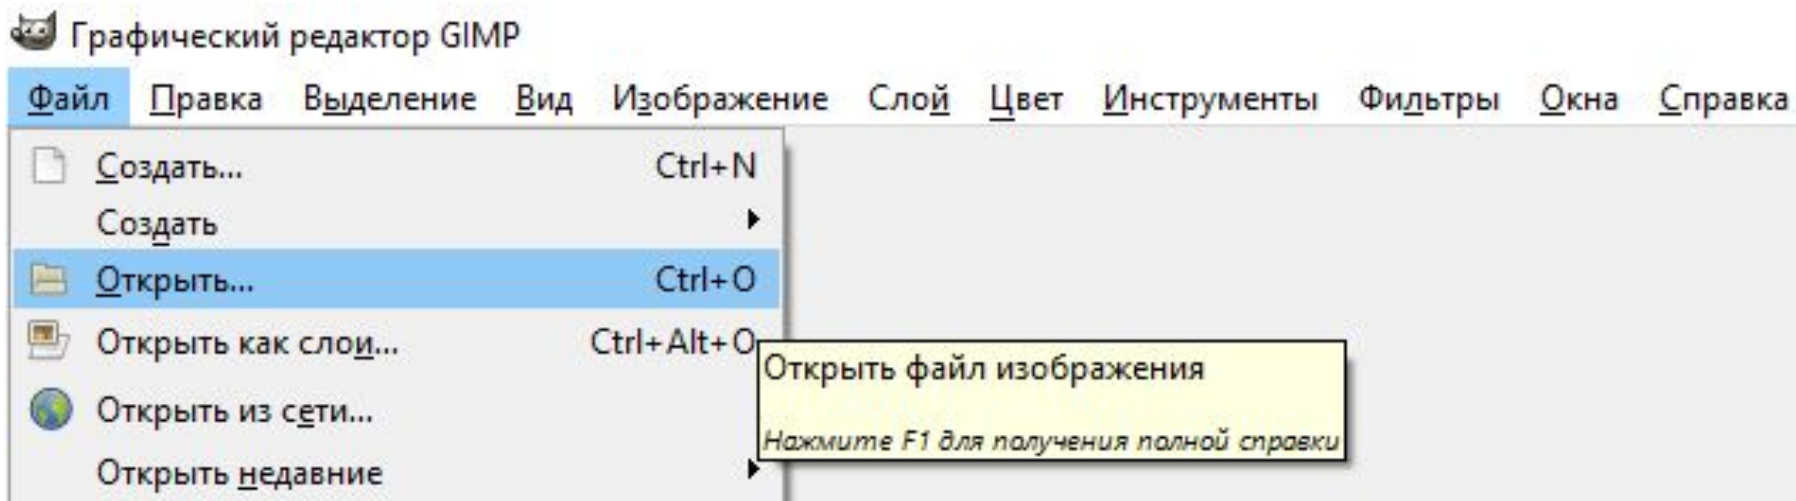 Графический редактор GIMP
Файл Правка Выделение Вид Изображение Слой Цвет Инструменты Фильтры Окна Справка
Создать... Ctrl+N
Создать
Открыть... Ctrl+O
Открыть как слои... Ctrl+Alt+O
Открыть файл изображения
Открыть из сети...
Нажмите F1 для получения полной справки
Открыть недавние